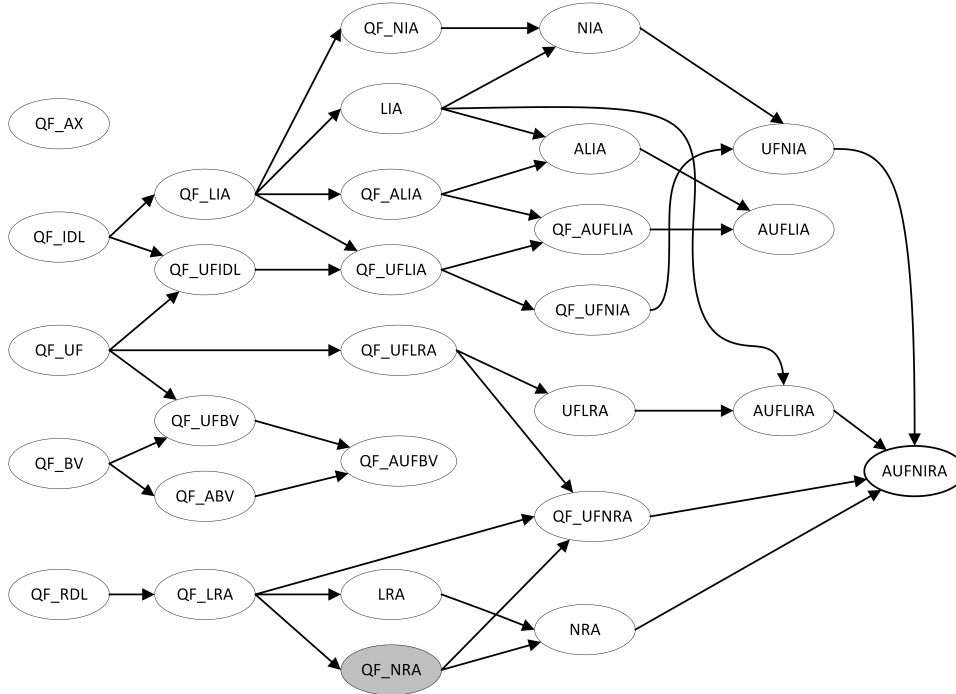 QF_NIA
NIA
LIA
QF_AX
ALIA
UFNIA
QF_LIA
QF_ALIA
QF_IDL
QF_AUFLIA
AUFLIA
QF_UFIDL
QF_UFLIA
QF_UFNIA
QF_UF
QF_UFLRA
UFLRA
AUFLIRA
QF_UFBV
QF_BV
QF_AUFBV
AUFNIRA
QF_ABV
QF_UFNRA
QF_RDL
QF_LRA
LRA
NRA
QF_NRA